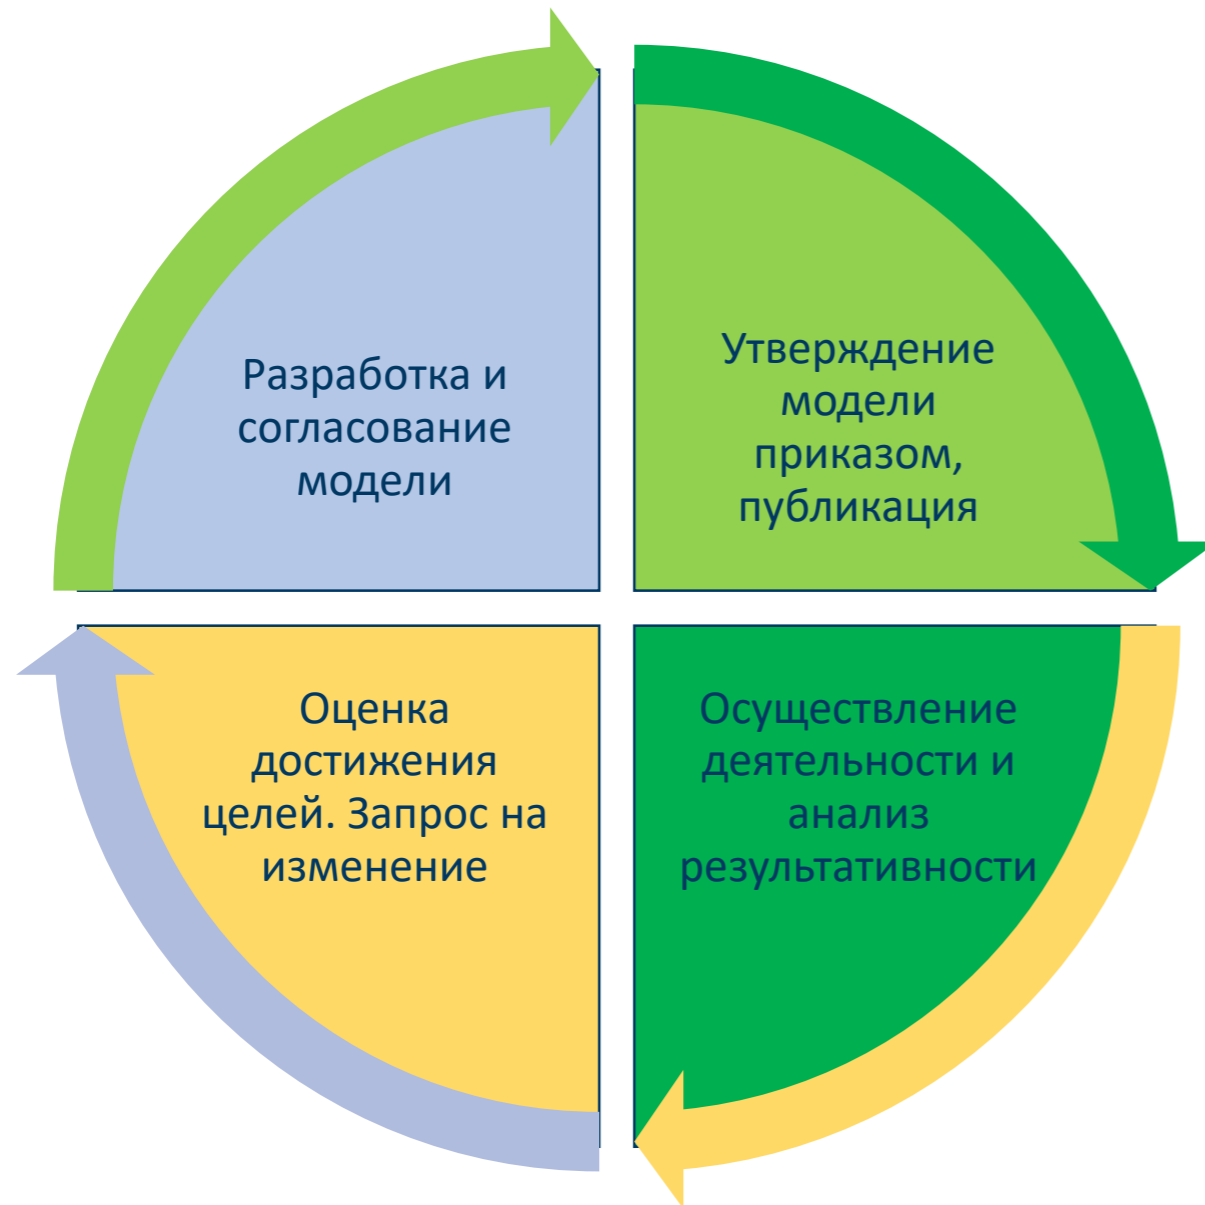 Разработка и
согласование
модели
Утверждение
модели
приказом,
публикация
Оценка
достижения
целей. Запрос на
изменение
Осуществление
деятельности и
анализ
результативности